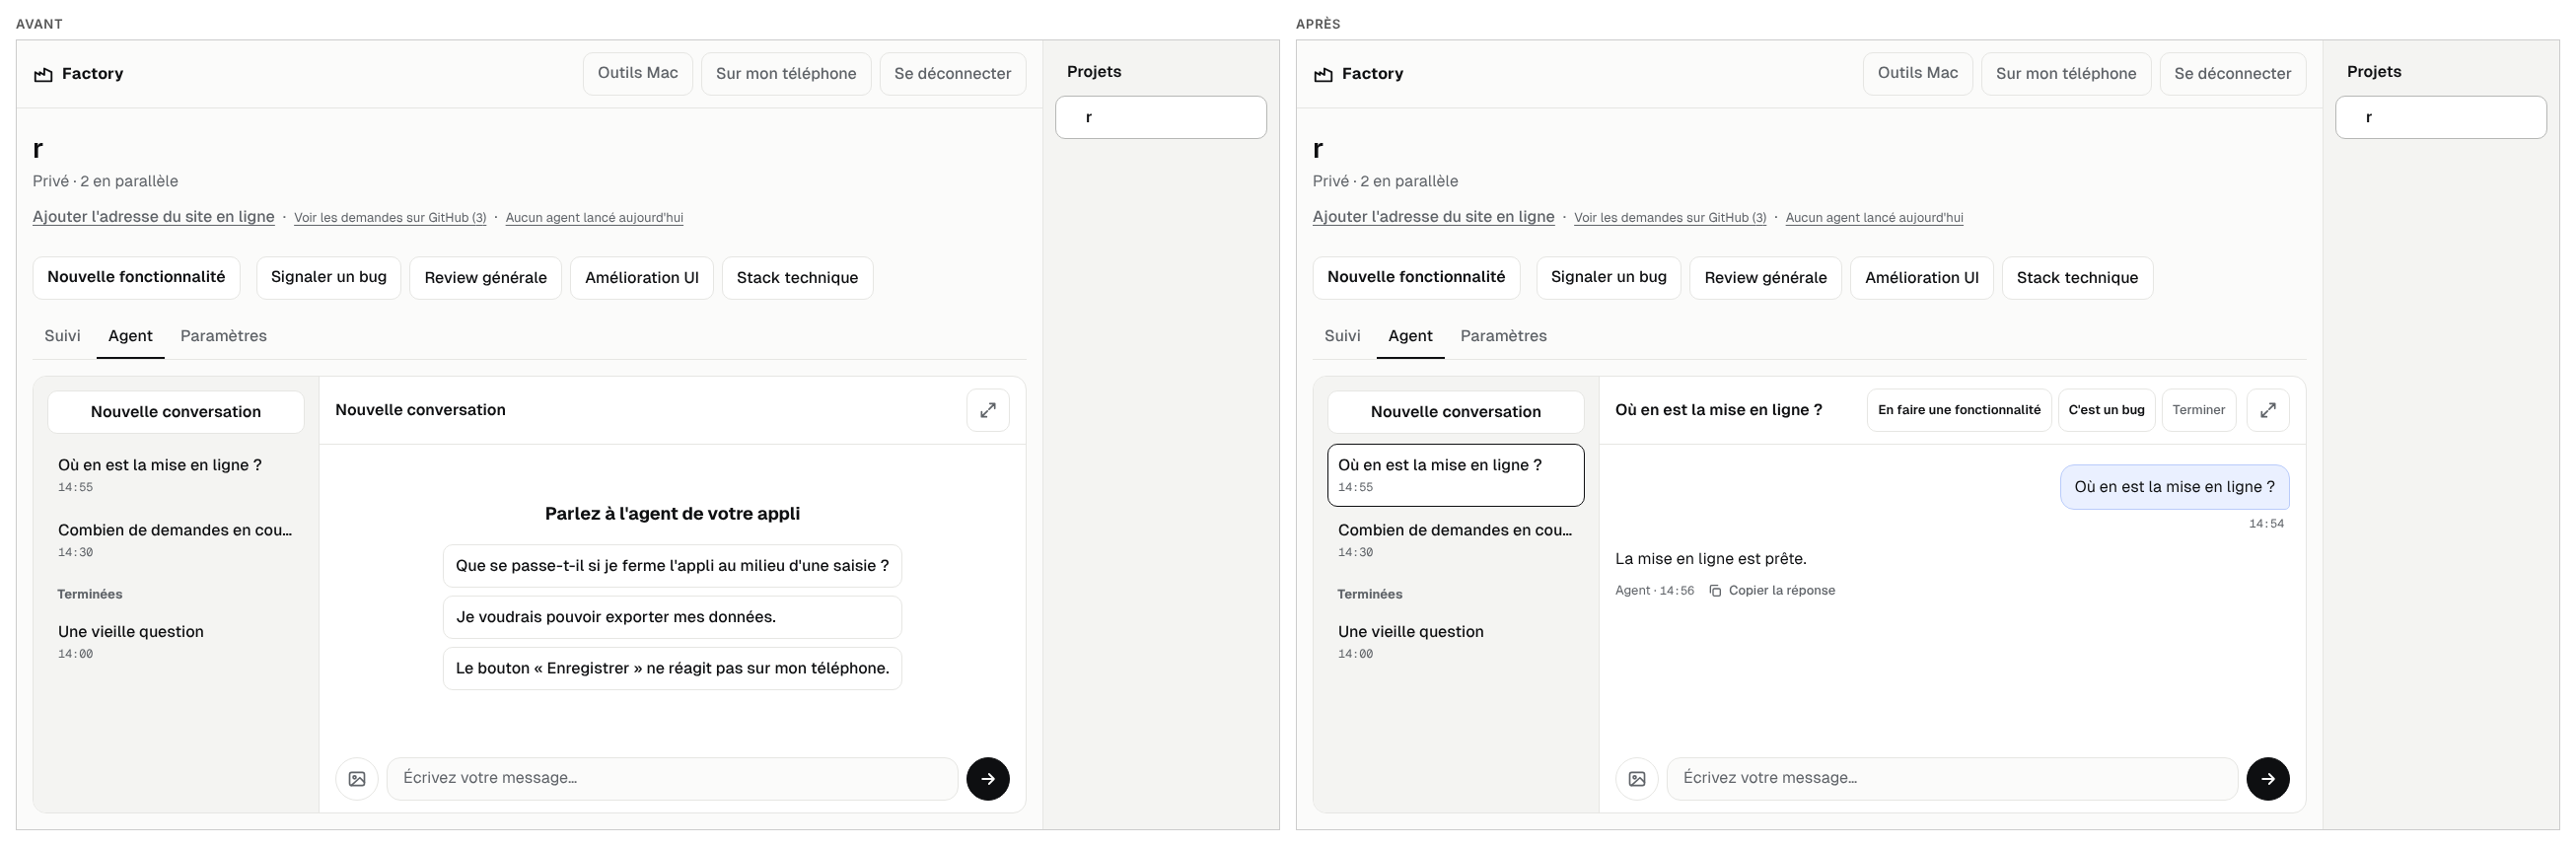 AVANT
Factory
Outils Mac
Sur mon téléphone
Se déconnecter
Projets
r
r
Privé · 2 en parallèle
Ajouter l'adresse du site en ligne · Voir les demandes sur GitHub (3) · Aucun agent lancé aujourd'hui
Nouvelle fonctionnalité
Signaler un bug
Review générale
Amélioration UI
Stack technique
Suivi
Agent
Paramètres
Nouvelle conversation
Où en est la mise en ligne ?
14:55
Combien de demandes en cou…
14:30
Terminées
Une vieille question
14:00
Nouvelle conversation
Parlez à l'agent de votre appli
Que se passe-t-il si je ferme l'appli au milieu d'une saisie ?
Je voudrais pouvoir exporter mes données.
Le bouton « Enregistrer » ne réagit pas sur mon téléphone.
Écrivez votre message…
APRÈS
Factory
Outils Mac
Sur mon téléphone
Se déconnecter
Projets
r
r
Privé · 2 en parallèle
Ajouter l'adresse du site en ligne · Voir les demandes sur GitHub (3) · Aucun agent lancé aujourd'hui
Nouvelle fonctionnalité
Signaler un bug
Review générale
Amélioration UI
Stack technique
Suivi
Agent
Paramètres
Nouvelle conversation
Où en est la mise en ligne ?
14:55
Combien de demandes en cou…
14:30
Terminées
Une vieille question
14:00
Où en est la mise en ligne ?
En faire une fonctionnalité
C'est un bug
Terminer
Où en est la mise en ligne ?
14:54
La mise en ligne est prête.
Agent · 14:56
Copier la réponse
Écrivez votre message…